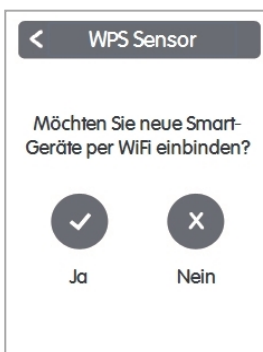 WPS Sensor
Möchten Sie neue Smart-
Geräte per WiFi einbinden?
Ja
Nein